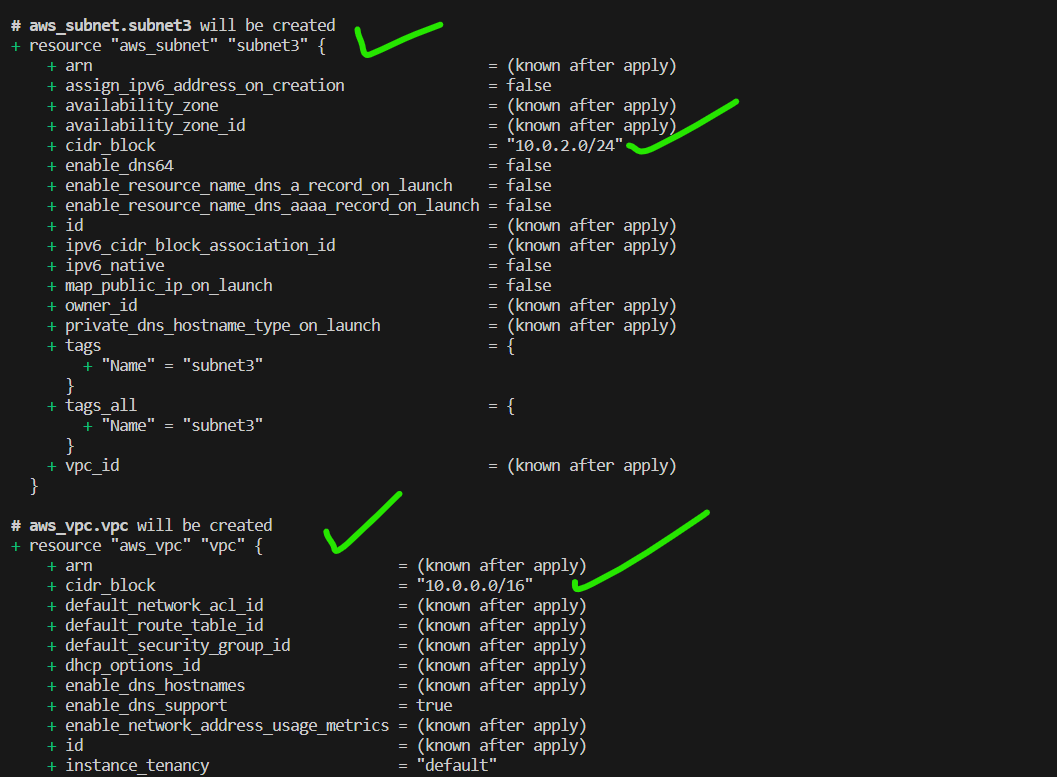 # aws_subnet.subnet3 will be created
+ resource "aws_subnet" "subnet3" {
+ arn = (known after apply)
+ assign_ipv6_address_on_creation = false
+ availability_zone = (known after apply)
+ availability_zone_id = (known after apply)
+ cidr_block = "10.0.2.0/24"
+ enable_dns64 = false
+ enable_resource_name_dns_a_record_on_launch = false
+ enable_resource_name_dns_aaaa_record_on_launch = false
+ id = (known after apply)
+ ipv6_cidr_block_association_id = (known after apply)
+ ipv6_native = false
+ map_public_ip_on_launch = false
+ owner_id = (known after apply)
+ private_dns_hostname_type_on_launch = (known after apply)
+ tags = {
+ "Name" = "subnet3"
}
+ tags_all = {
+ "Name" = "subnet3"
}
+ vpc_id = (known after apply)
}
# aws_vpc.vpc will be created
+ resource "aws_vpc" "vpc" {
+ arn = (known after apply)
+ cidr_block = "10.0.0.0/16"
+ default_network_acl_id = (known after apply)
+ default_route_table_id = (known after apply)
+ default_security_group_id = (known after apply)
+ dhcp_options_id = (known after apply)
+ enable_dns_hostnames = (known after apply)
+ enable_dns_support = true
+ enable_network_address_usage_metrics = (known after apply)
+ id = (known after apply)
+ instance_tenancy = "default"